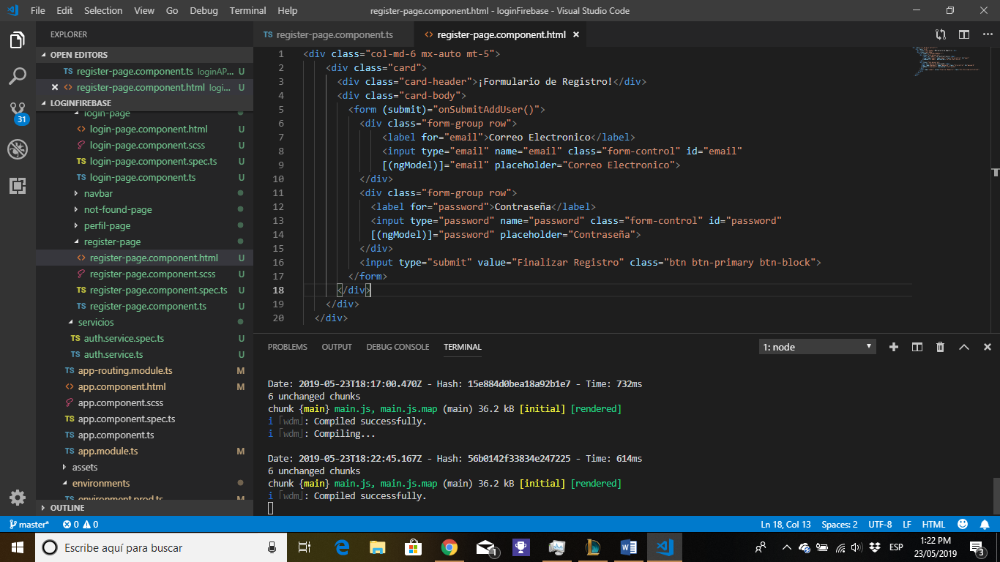 File Edit Selection View Go Debug Terminal Help
register-page.component.html - loginFirebase - Visual Studio Code
EXPLORER
OPEN EDITORS
TS register-page.component.ts loginAP... U
register-page.component.html logi... U
LOGINFIREBASE
login-page
login-page.component.html U
login-page.component.scss U
TS login-page.component.spec.ts U
TS login-page.component.ts U
navbar
not-found-page
perfil-page
register-page
register-page.component.html U
register-page.component.scss U
TS register-page.component.spec.ts U
TS register-page.component.ts U
servicios
TS auth.service.spec.ts U
TS auth.service.ts U
TS app-routing.module.ts M
app.component.html M
app.component.scss
TS app.component.spec.ts
TS app.component.ts
TS app.module.ts M
assets
environments
TS environment.prod.ts M
OUTLINE
31
TS register-page.component.ts
register-page.component.html
1 <div class="col-md-6 mx-auto mt-5">
2 <div class="card">
3 <div class="card-header">¡Formulario de Registro!</div>
4 <div class="card-body">
5 <form (submit)="onSubmitAddUser()">
6 <div class="form-group row">
7 <label for="email">Correo Electronico</label>
8 <input type="email" name="email" class="form-control" id="email"
9 [(ngModel)]="email" placeholder="Correo Electronico">
10 </div>
11 <div class="form-group row">
12 <label for="password">Contraseña</label>
13 <input type="password" name="password" class="form-control" id="password"
14 [(ngModel)]="password" placeholder="Contraseña">
15 </div>
16 <input type="submit" value="Finalizar Registro" class="btn btn-primary btn-block">
17 </form>
18 </div>
19 </div>
20 </div>
PROBLEMS OUTPUT DEBUG CONSOLE TERMINAL
1: node
Date: 2019-05-23T18:17:00.470Z - Hash: 15e884d0bea18a92b1e7 - Time: 732ms
6 unchanged chunks
chunk {main} main.js, main.js.map (main) 36.2 kB [initial] [rendered]
i ｢wdm｣: Compiled successfully.
i ｢wdm｣: Compiling...
Date: 2019-05-23T18:22:45.167Z - Hash: 56b0142f33834e247225 - Time: 614ms
6 unchanged chunks
chunk {main} main.js, main.js.map (main) 36.2 kB [initial] [rendered]
i ｢wdm｣: Compiled successfully.
master* 0 0
Ln 18, Col 13 Spaces: 2 UTF-8 LF HTML
Escribe aquí para buscar
1
ESP
1:22 PM
23/05/2019
3